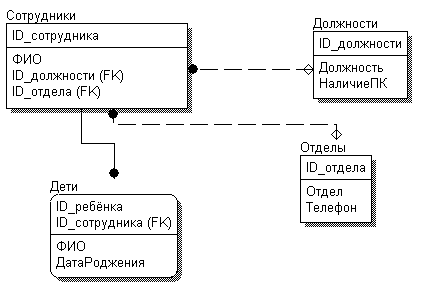 Сотрудники
ID_сотрудника
ФИО
ID_должности (FK)
ID_отдела (FK)
Должности
ID_должности
Должность
НаличиеПК
Отделы
ID_отдела
Отдел
Телефон
Дети
ID_ребёнка
ID_сотрудника (FK)
ФИО
ДатаРоджения